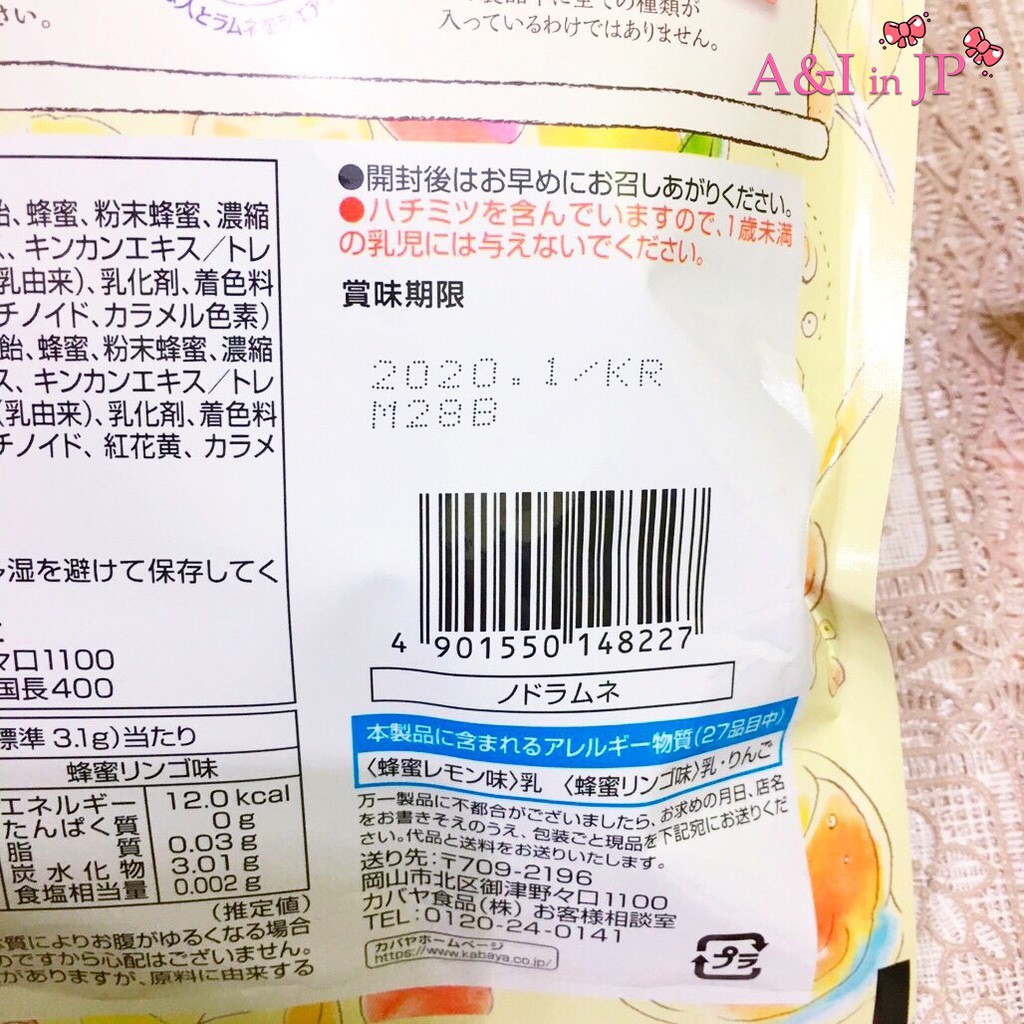 さい。
人とラムネ
全ての種類が
入っているわけではありません。
A&I in JP
飴、蜂蜜、粉末蜂蜜、濃縮
ス、キンカンエキス／トレ
乳由来)、乳化剤、着色料
チノイド、カラメル色素)
飴、蜂蜜、粉末蜂蜜、濃縮
ス、キンカンエキス／トレ
(乳由来)、乳化剤、着色料
チノイド、紅花黄、カラメ
湿を避けて保存してく
々口1100
国長400
標準 3.1g)当たり
蜂蜜リンゴ味
エネルギー 12.0 kcal
たんぱく質 0 g
脂質 0.03 g
炭水化物 3.01 g
食塩相当量 0.002 g
(推定値)
質によりお腹がゆるくなる場合
のですから心配はございません。
がありますが、原料に由来する
●開封後はお早めにお召しあがりください。
●ハチミツを含んでいますので、1歳未満
の乳児には与えないでください。
賞味期限
2020.1/KR
M28B
4 901550 148227
ノドラムネ
本製品に含まれるアレルギー物質(27品目中)
〈蜂蜜レモン味〉乳 〈蜂蜜リンゴ味〉乳・りんご
万一製品に不都合がございましたら、お求めの月日、店名
をお書きそえのうえ、包装ごと現品を下記宛にお送りくだ
さい。代品と送料をお送りいたします。
送り先:〒709-2196
岡山市北区御津野々口1100
カバヤ食品(株) お客様相談室
TEL:0120-24-0141
カバヤホームページ
https://www.kabaya.co.jp/
プラ